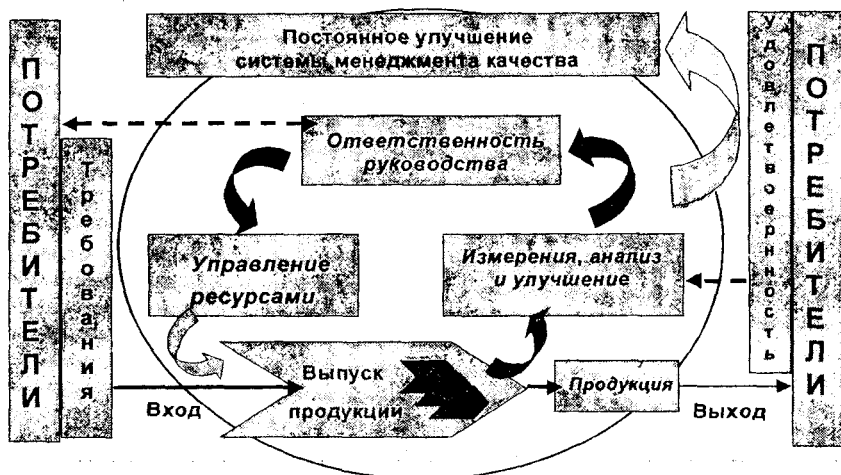 Постоянное улучшение
системы менеджмента качества
ПОТРЕБИТЕЛИ
Требования
Ответственность
руководства
Управление
ресурсами
Измерения, анализ
и улучшение
Выпуск
продукции
Продукция
Вход
Выход
ПОТРЕБИТЕЛИ